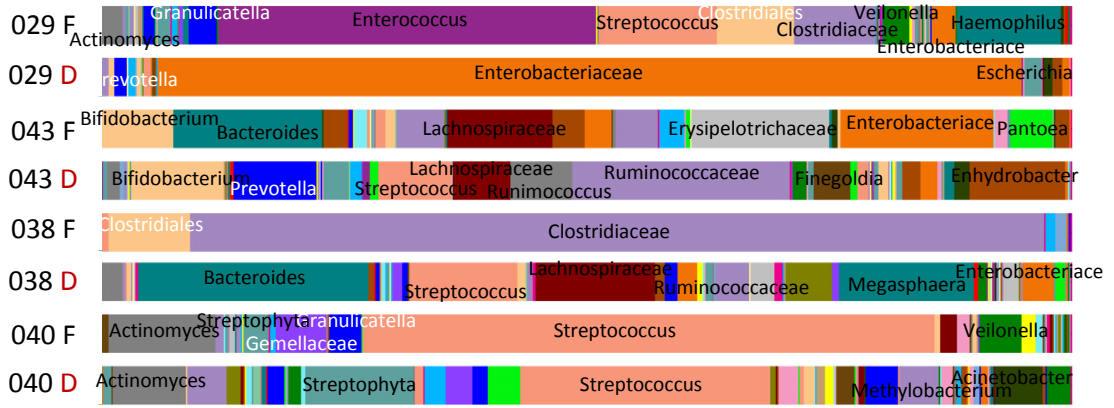 029 F
Granulicatella Enterococcus Streptococcus Clostridiales Veilonella Haemophilus
Actinomyces Clostridiaceae
Enterobacteriace
029 D
revotella Enterobacteriaceae Escherichia
043 F
Bifidobacterium Bacteroides Lachnospiraceae Erysipelotrichaceae Enterobacteriace Pantoea
043 D
Bifidobacterium Prevotella Streptococcus Lachnospiraceae Runimococcus Ruminococcaceae Finegoldia Enhydrobacter
038 F
Clostridiales Clostridiaceae
038 D
Bacteroides Streptococcus Lachnospiraceae Ruminococcaceae Megasphaera Enterobacteriace
040 F
Actinomyces Streptophyta Gemellaceae Granulicatella Streptococcus Veilonella
040 D
Actinomyces Streptophyta Streptococcus Methylobacterium Acinetobacter